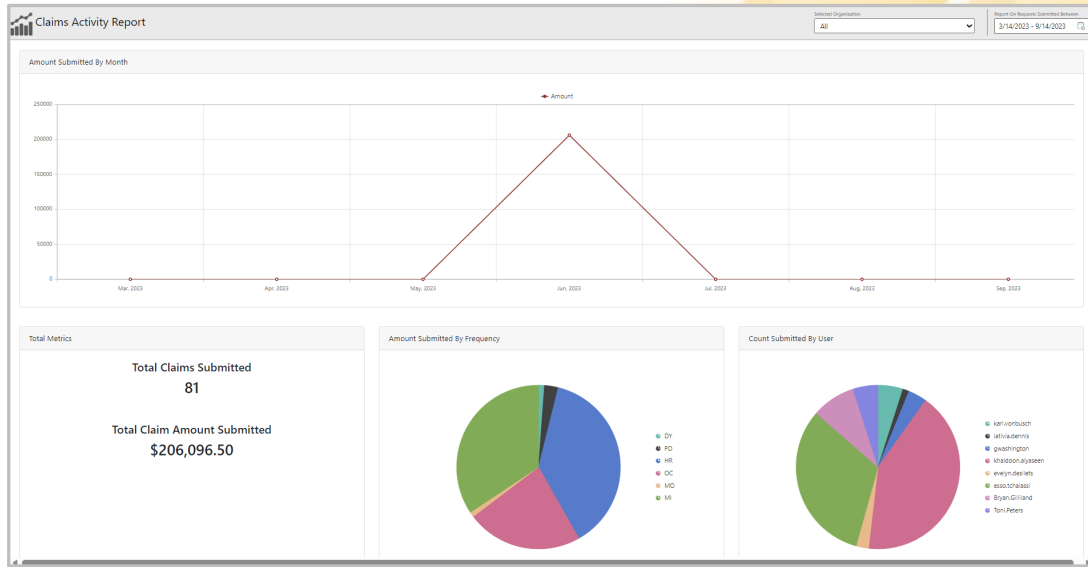 Claims Activity Report
Selected Organization
All
Report On Requests Submitted Between
3/14/2023 - 9/14/2023
Amount Submitted By Month
Amount
250000
200000
150000
100000
50000
0
Mar, 2023
Apr, 2023
May, 2023
Jun, 2023
Jul, 2023
Aug, 2023
Sep, 2023
Total Metrics
Total Claims Submitted
81
Total Claim Amount Submitted
$206,096.50
Amount Submitted By Frequency
DY
PD
HR
OC
MO
MI
Count Submitted By User
karl.vonbusch
lativia.dennis
gwashington
khaldoon.alyaseen
evelyn.desilets
esso.tchalassi
Bryan.Gilliland
Toni.Peters